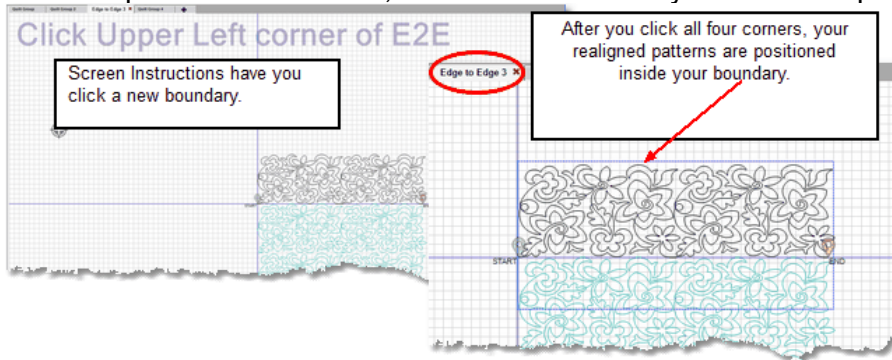 Click Upper Left corner of E2E
Screen Instructions have you
click a new boundary.
After you click all four corners, your
realigned patterns are positioned
inside your boundary.
Edge to Edge 3
START
END